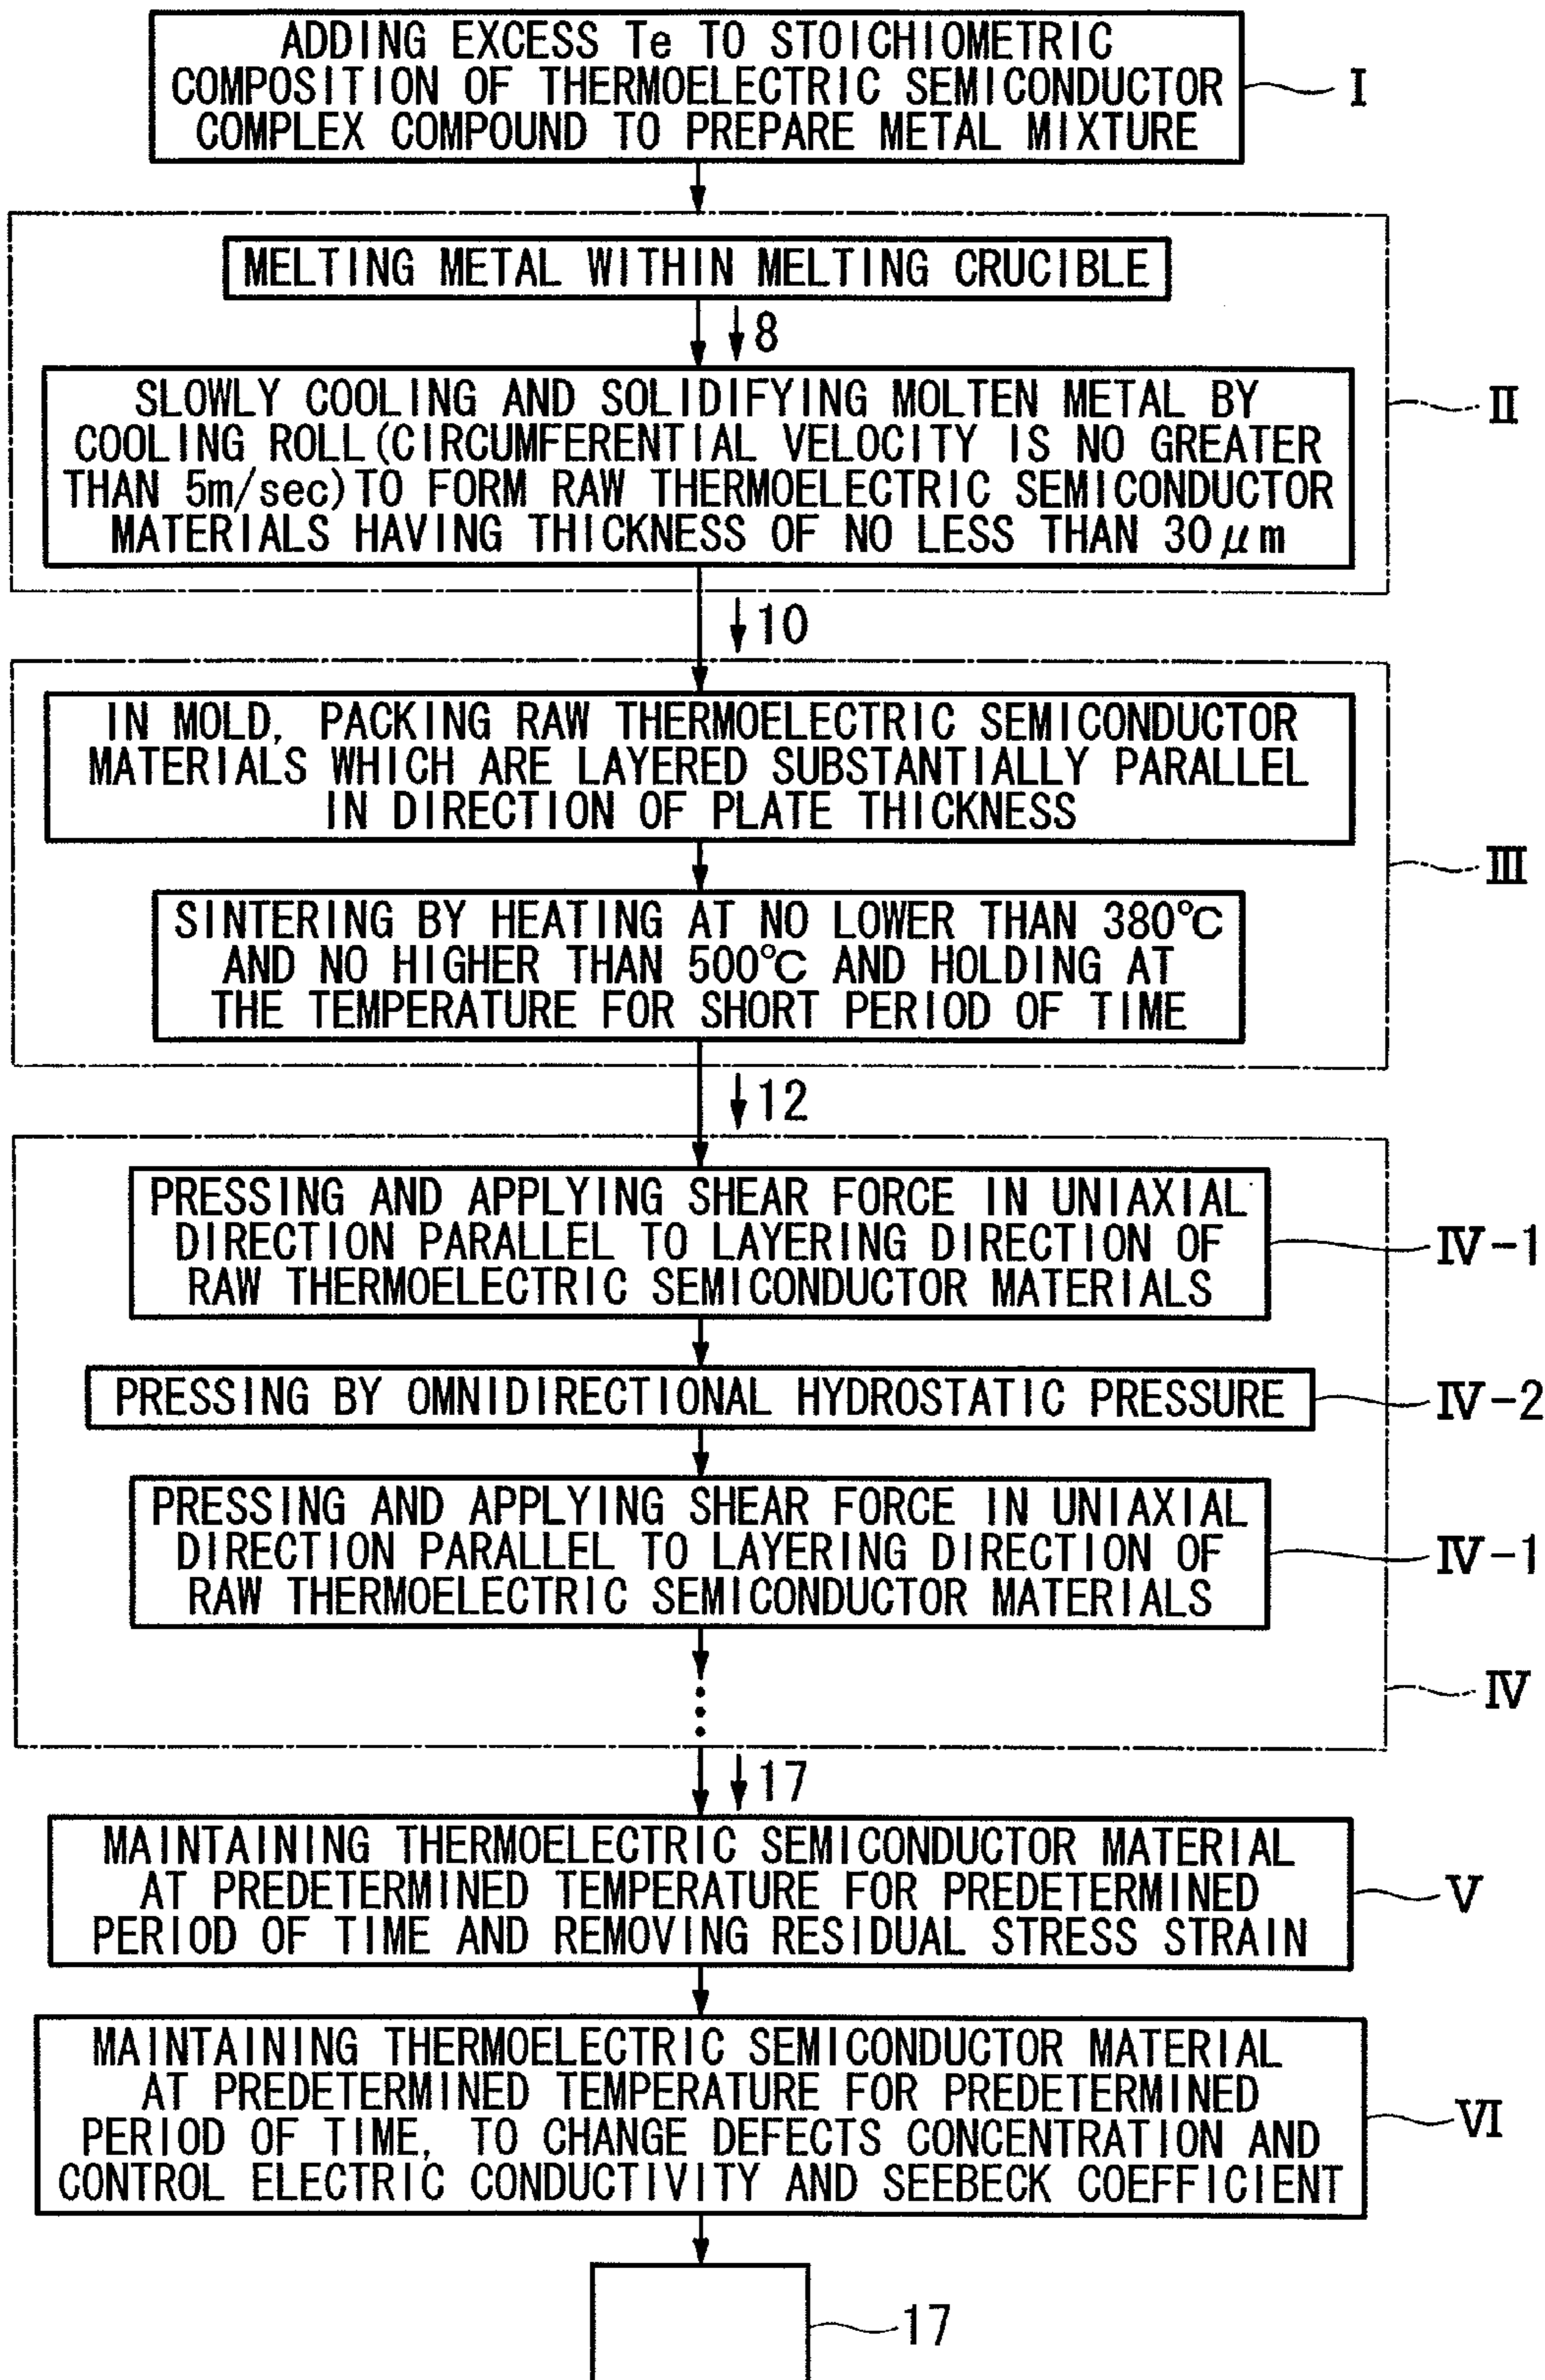 ADDING EXCESS Te TO STOICHIOMETRIC
COMPOSITION OF THERMOELECTRIC SEMICONDUCTOR
COMPLEX COMPOUND TO PREPARE METAL MIXTURE
I
MELTING METAL WITHIN MELTING CRUCIBLE
8
SLOWLY COOLING AND SOLIDIFYING MOLTEN METAL BY
COOLING ROLL(CIRCUMFERENTIAL VELOCITY IS NO GREATER
THAN 5m/sec)TO FORM RAW THERMOELECTRIC SEMICONDUCTOR
MATERIALS HAVING THICKNESS OF NO LESS THAN 30μm
II
10
IN MOLD, PACKING RAW THERMOELECTRIC SEMICONDUCTOR
MATERIALS WHICH ARE LAYERED SUBSTANTIALLY PARALLEL
IN DIRECTION OF PLATE THICKNESS
III
SINTERING BY HEATING AT NO LOWER THAN 380℃
AND NO HIGHER THAN 500℃ AND HOLDING AT
THE TEMPERATURE FOR SHORT PERIOD OF TIME
12
PRESSING AND APPLYING SHEAR FORCE IN UNIAXIAL
DIRECTION PARALLEL TO LAYERING DIRECTION OF
RAW THERMOELECTRIC SEMICONDUCTOR MATERIALS
IV-1
PRESSING BY OMNIDIRECTIONAL HYDROSTATIC PRESSURE
IV-2
PRESSING AND APPLYING SHEAR FORCE IN UNIAXIAL
DIRECTION PARALLEL TO LAYERING DIRECTION OF
RAW THERMOELECTRIC SEMICONDUCTOR MATERIALS
IV-1
IV
17
MAINTAINING THERMOELECTRIC SEMICONDUCTOR MATERIAL
AT PREDETERMINED TEMPERATURE FOR PREDETERMINED
PERIOD OF TIME AND REMOVING RESIDUAL STRESS STRAIN
V
MAINTAINING THERMOELECTRIC SEMICONDUCTOR MATERIAL
AT PREDETERMINED TEMPERATURE FOR PREDETERMINED
PERIOD OF TIME, TO CHANGE DEFECTS CONCENTRATION AND
CONTROL ELECTRIC CONDUCTIVITY AND SEEBECK COEFFICIENT
VI
17